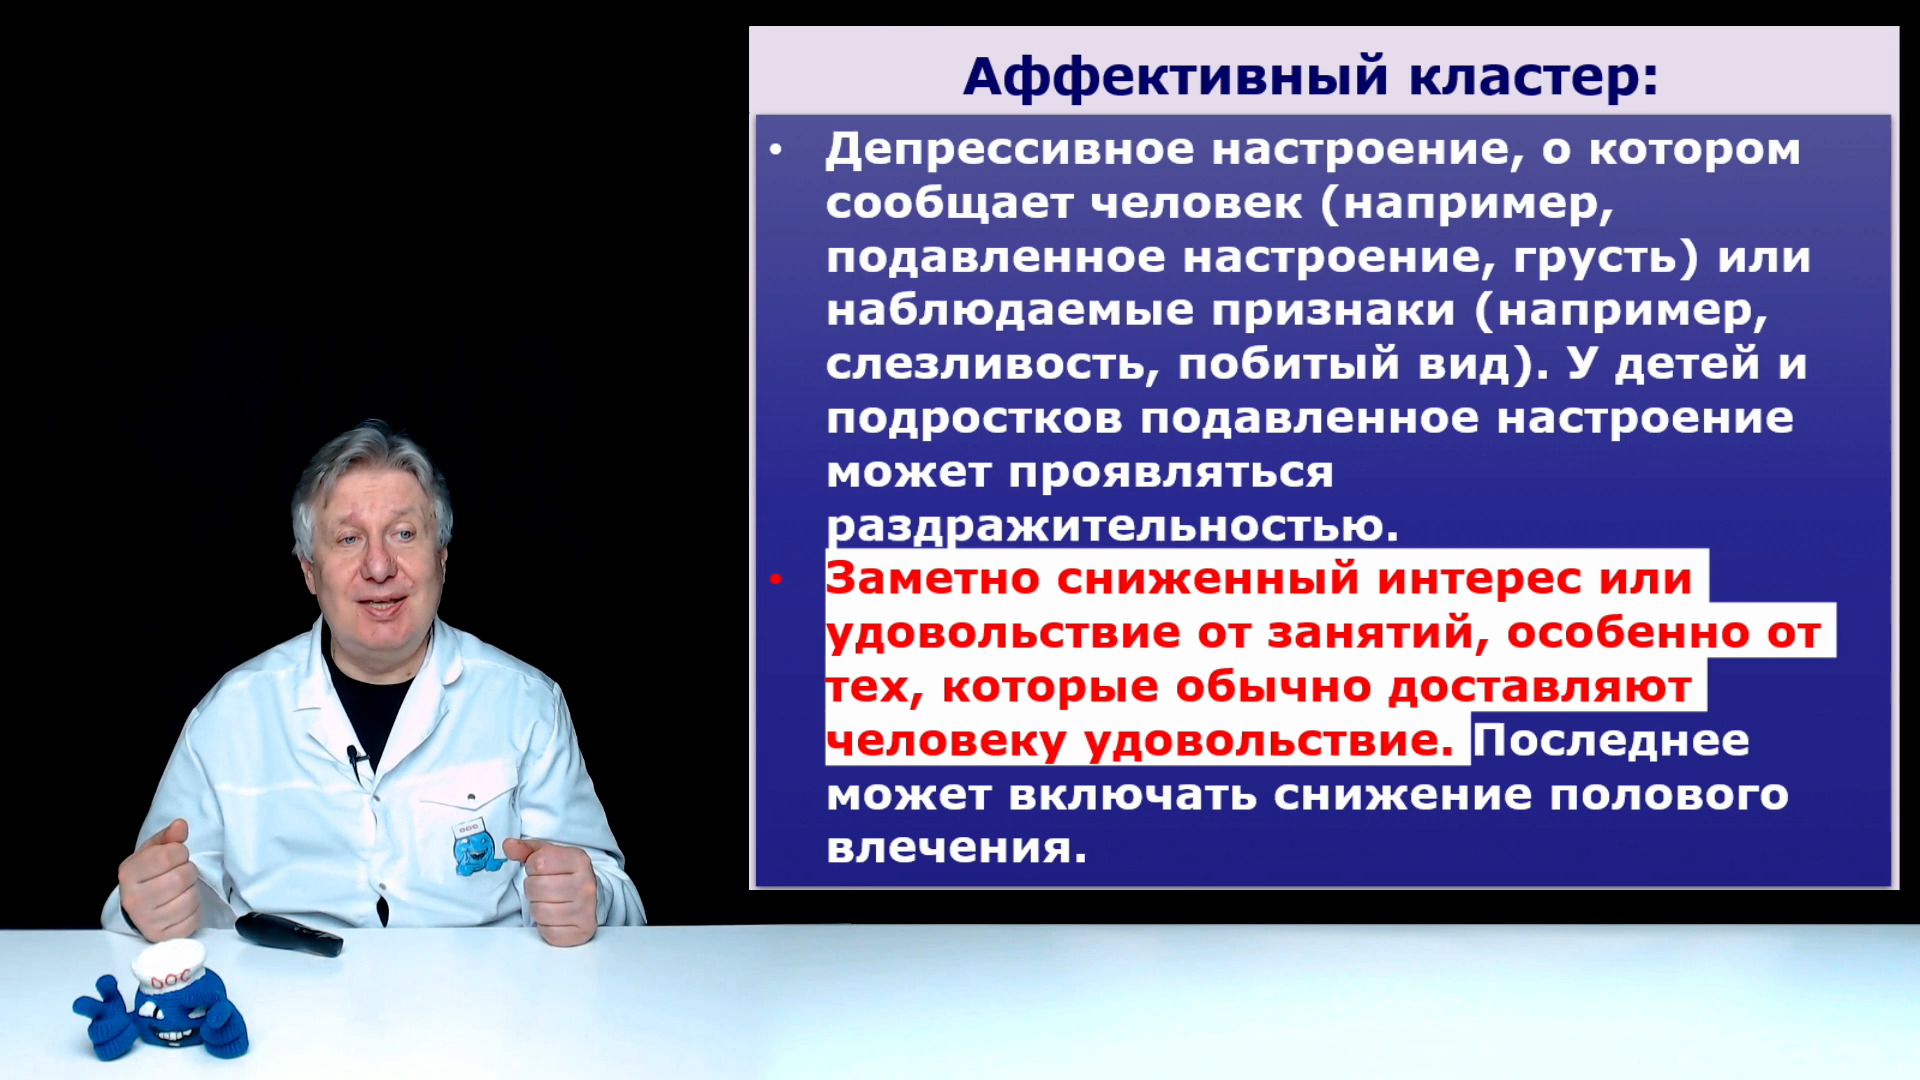 Аффективный кластер:
• Депрессивное настроение, о котором
сообщает человек (например,
подавленное настроение, грусть) или
наблюдаемые признаки (например,
слезливость, побитый вид). У детей и
подростков подавленное настроение
может проявляться
раздражительностью.
• Заметно сниженный интерес или
удовольствие от занятий, особенно от
тех, которые обычно доставляют
человеку удовольствие. Последнее
может включать снижение полового
влечения.
DOC